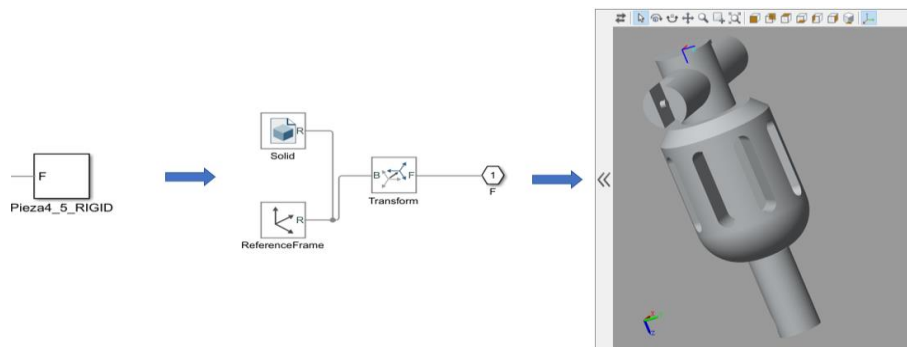 F
Pieza4_5_RIGID
R
Solid
R
ReferenceFrame
B F
Transform
1
F
Z